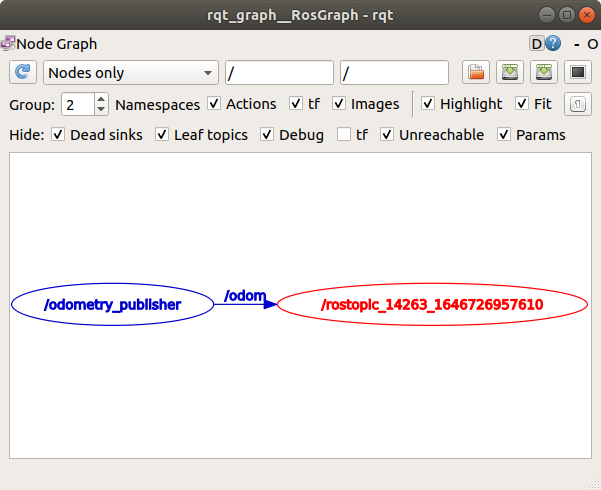 rqt_graph__RosGraph - rqt
Node Graph
D ? - O
Nodes only / /
Group: 2 Namespaces Actions tf Images Highlight Fit
Hide: Dead sinks Leaf topics Debug tf Unreachable Params
/odometry_publisher /odom /rostopic_14263_1646726957610